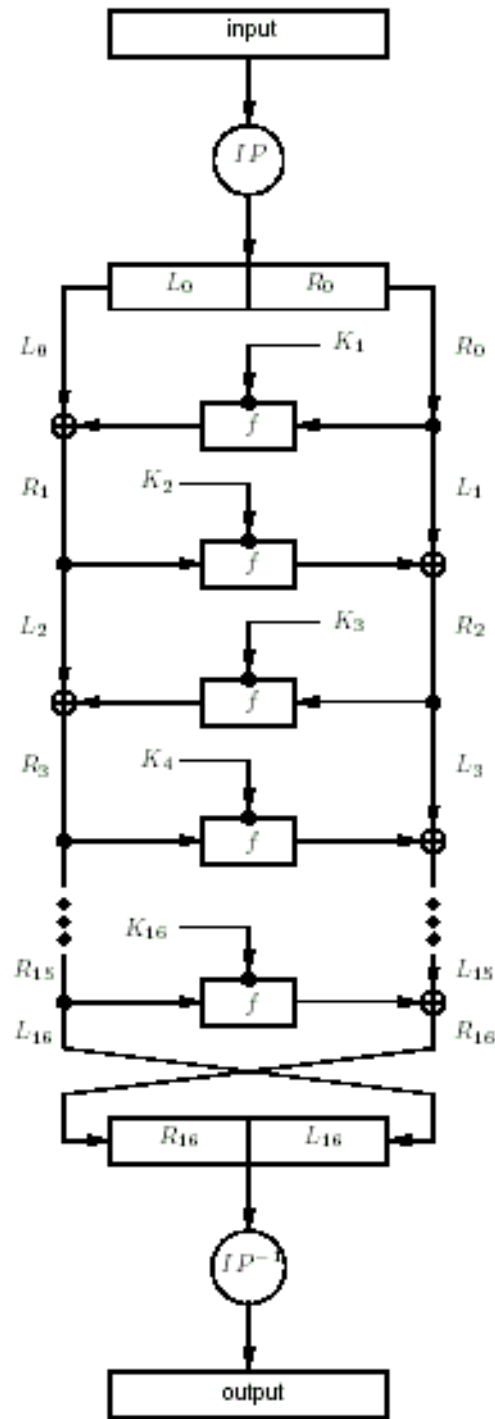 input
IP
L₀ R₀
K₁
L₀ R₀
f
K₂
R₁ L₁
f
K₃
L₂ R₂
f
K₄
R₃ L₃
f
K₁₆
R₁₅ L₁₅
f
L₁₆ R₁₆
R₁₆ L₁₆
IP⁻¹
output